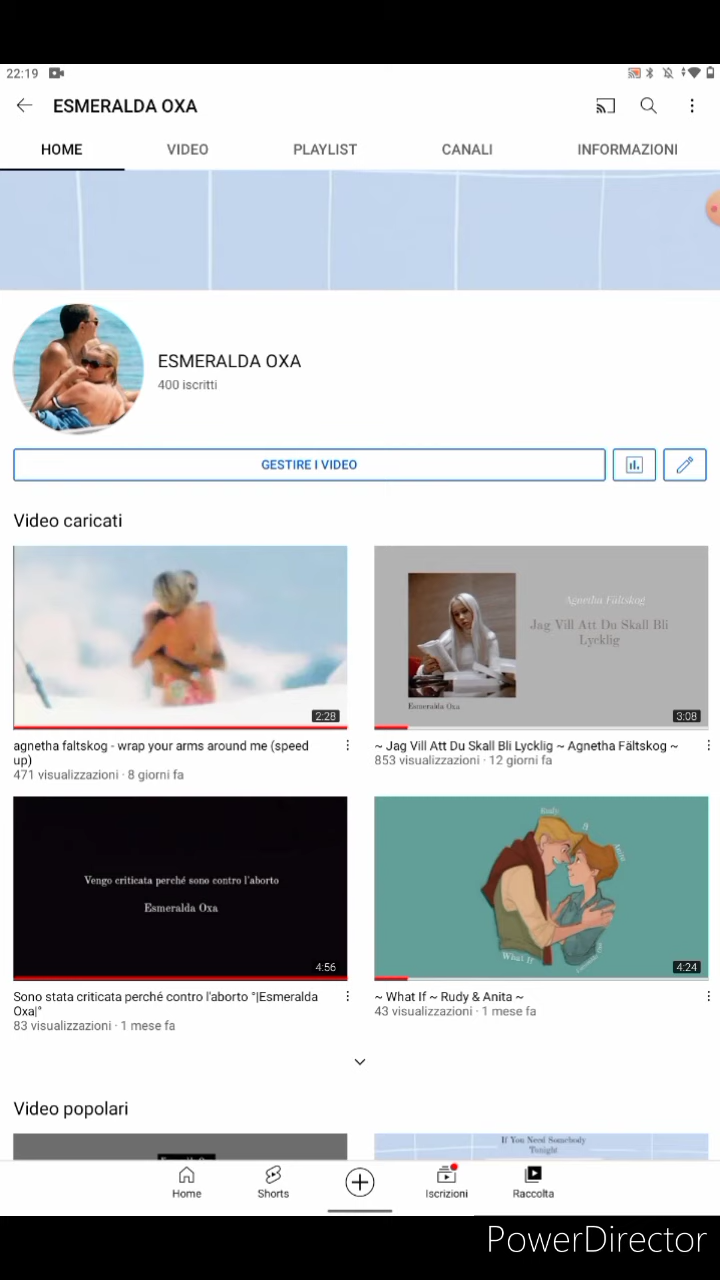 22:19
ESMERALDA OXA
HOME VIDEO PLAYLIST CANALI INFORMAZIONI
ESMERALDA OXA
400 iscritti
GESTIRE I VIDEO
Video caricati
2:28
agnetha faltskog - wrap your arms around me (speed
up)
471 visualizzazioni · 8 giorni fa
Agnetha Fältskog
Jag Vill Att Du Skall Bli
Lycklig
Esmeralda Oxa
3:08
~ Jag Vill Att Du Skall Bli Lycklig ~ Agnetha Fältskog ~
853 visualizzazioni · 12 giorni fa
Vengo criticata perché sono contro l'aborto
Esmeralda Oxa
4:56
Sono stata criticata perché contro l'aborto °|Esmeralda
Oxa|°
83 visualizzazioni · 1 mese fa
Rudy
&
Anita
What If
4:24
~ What If ~ Rudy & Anita ~
43 visualizzazioni · 1 mese fa
Video popolari
If You Need Somebody
Tonight
Home Shorts Iscrizioni Raccolta
PowerDirector